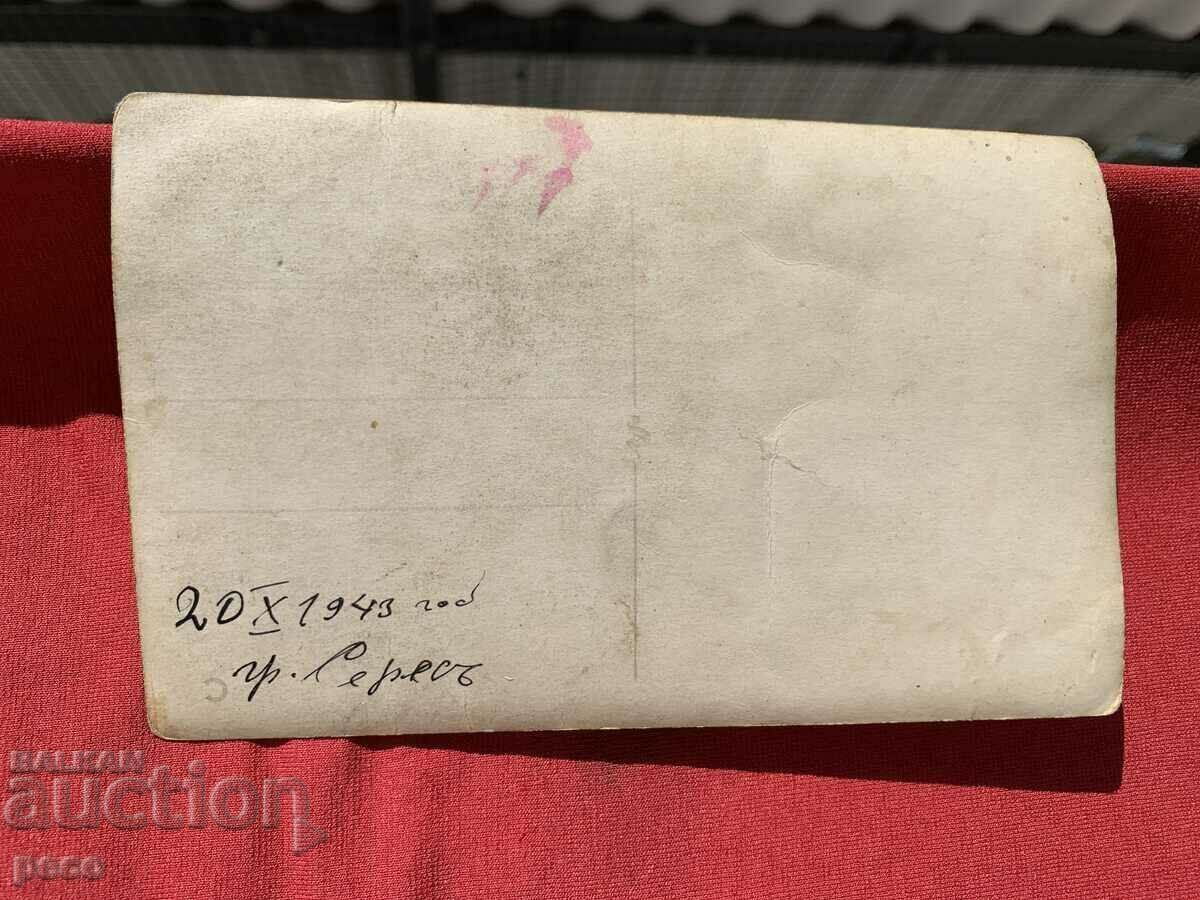 20 X 1943 год
гр. Сересъ
BALKAN
auction
peco